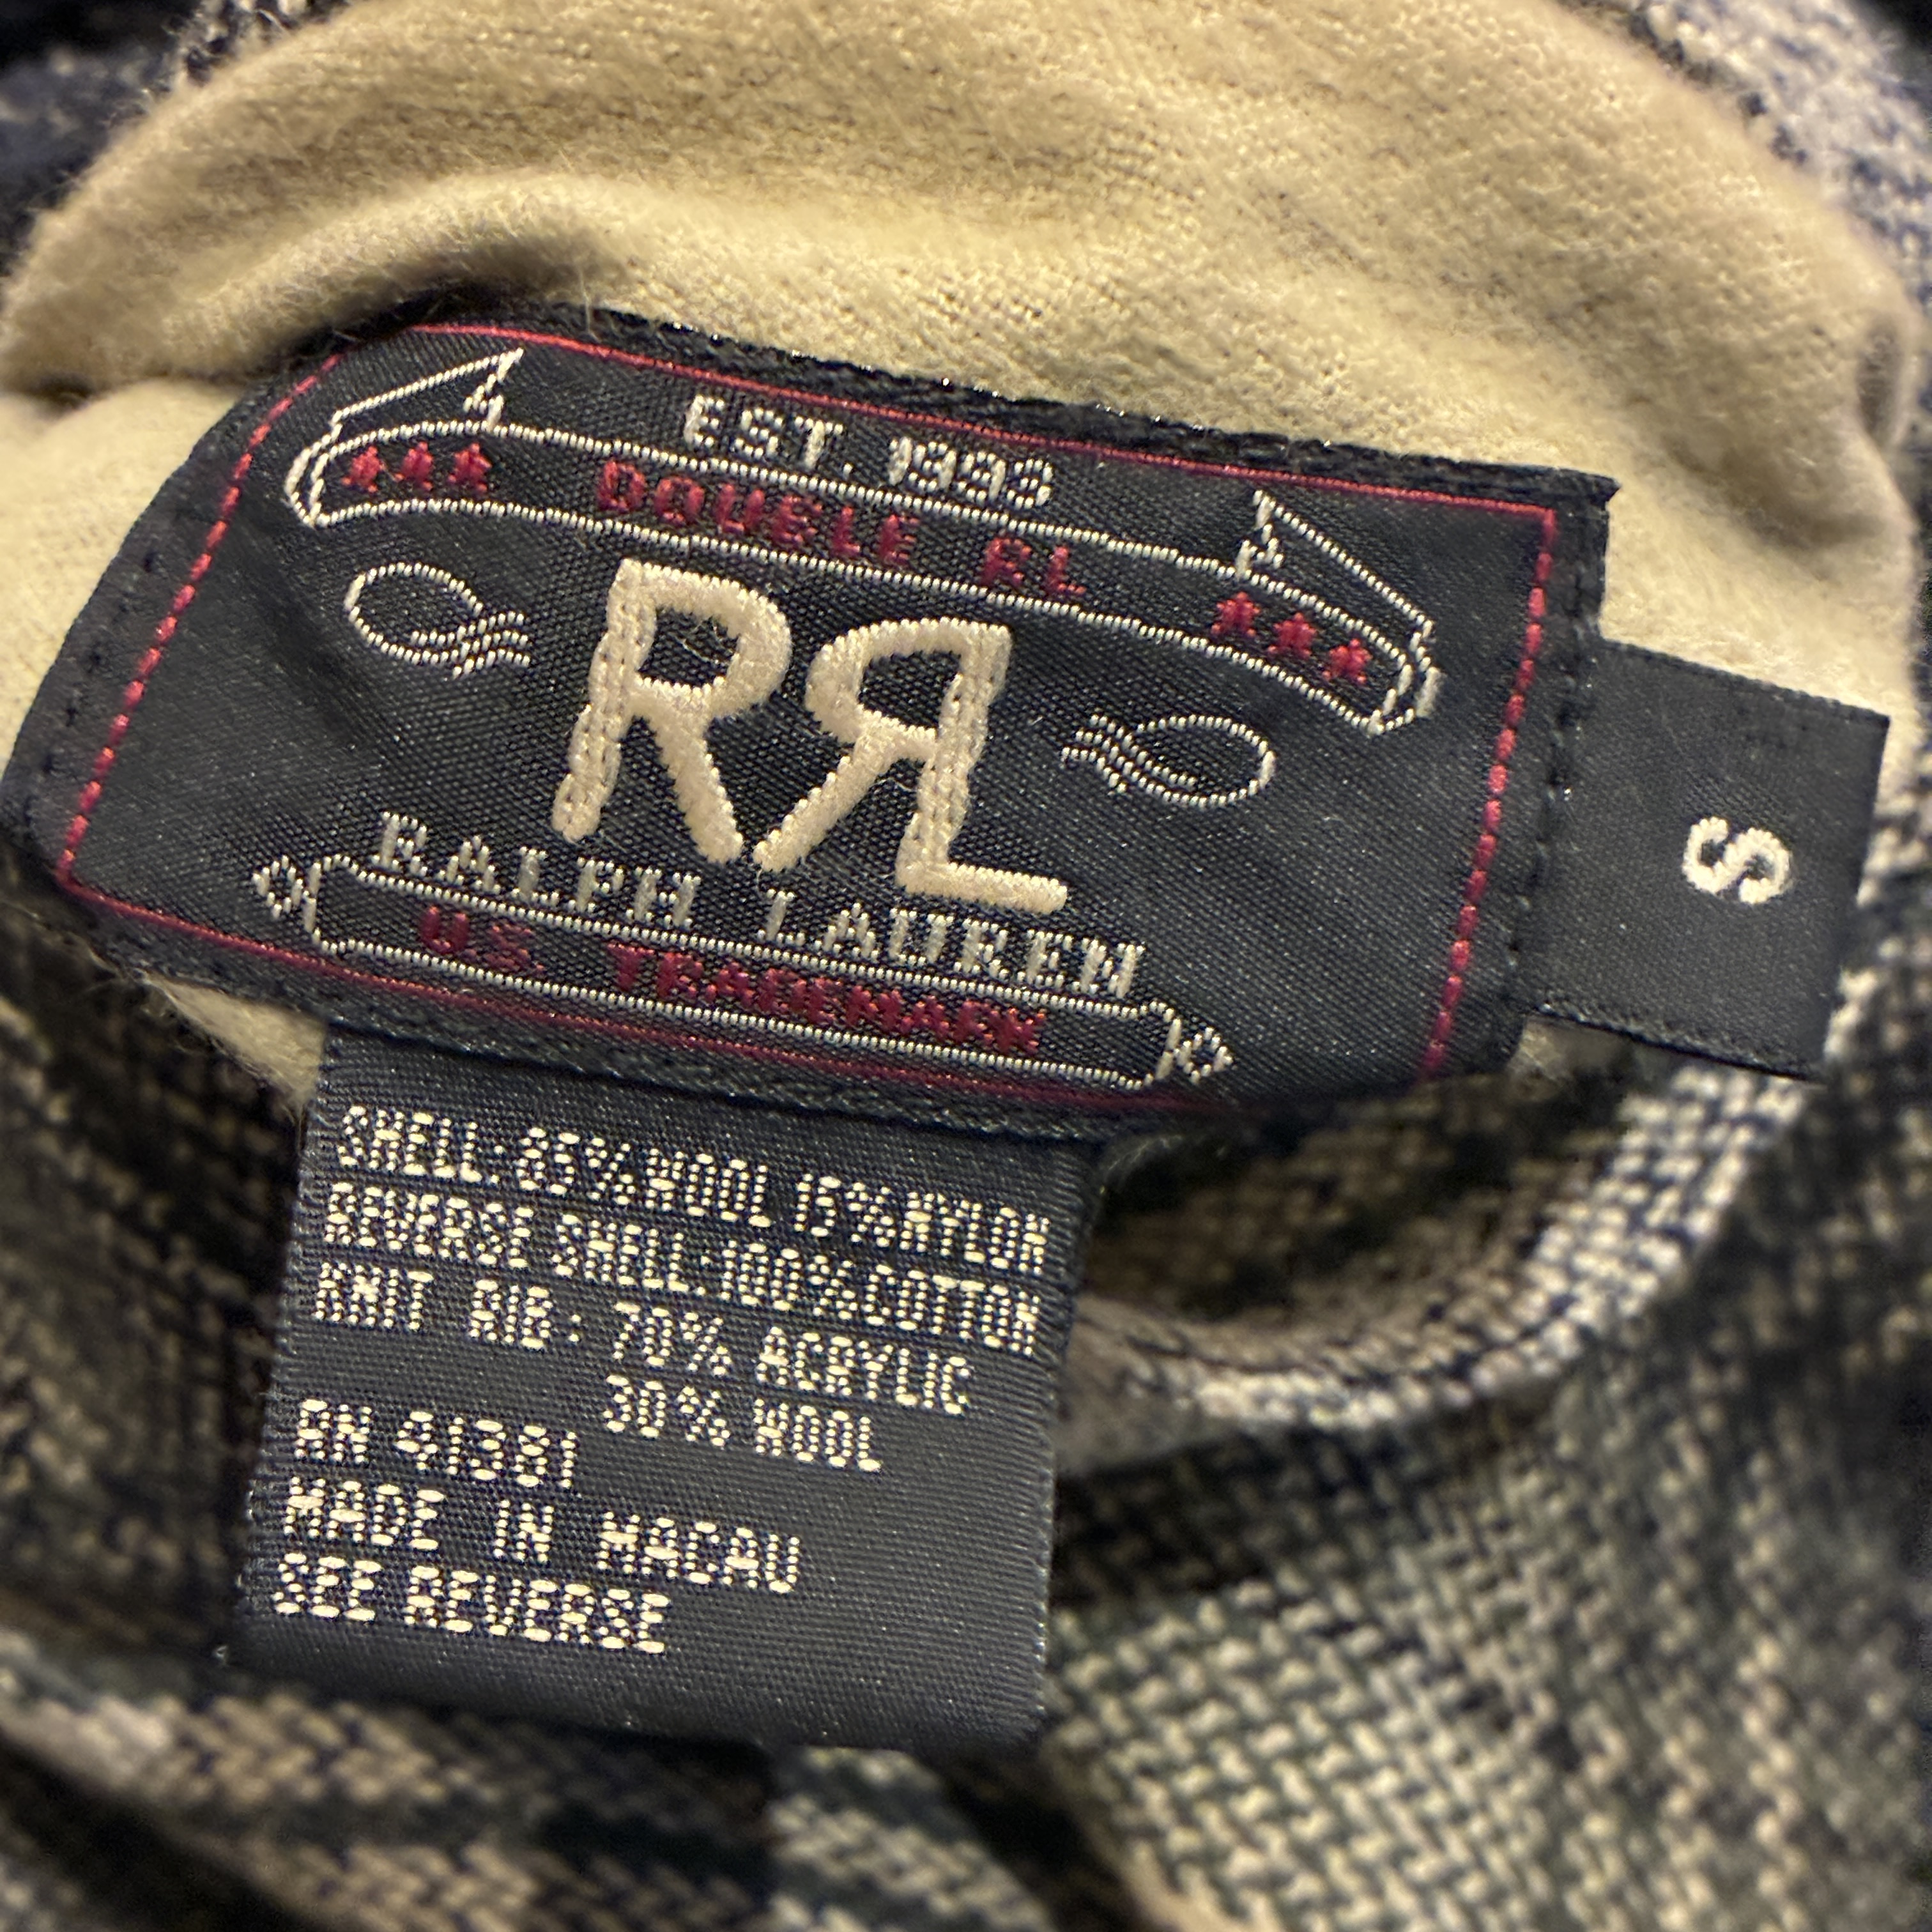 EST. 1993
DOUBLE RL
RRL
RALPH LAUREN
U.S. TRADEMARK
S
SHELL:85%WOOL 15%NYLON
REVERSE SHELL:100%COTTON
KNIT RIB: 70% ACRYLIC
30% WOOL
RN 41381
MADE IN MACAU
SEE REVERSE